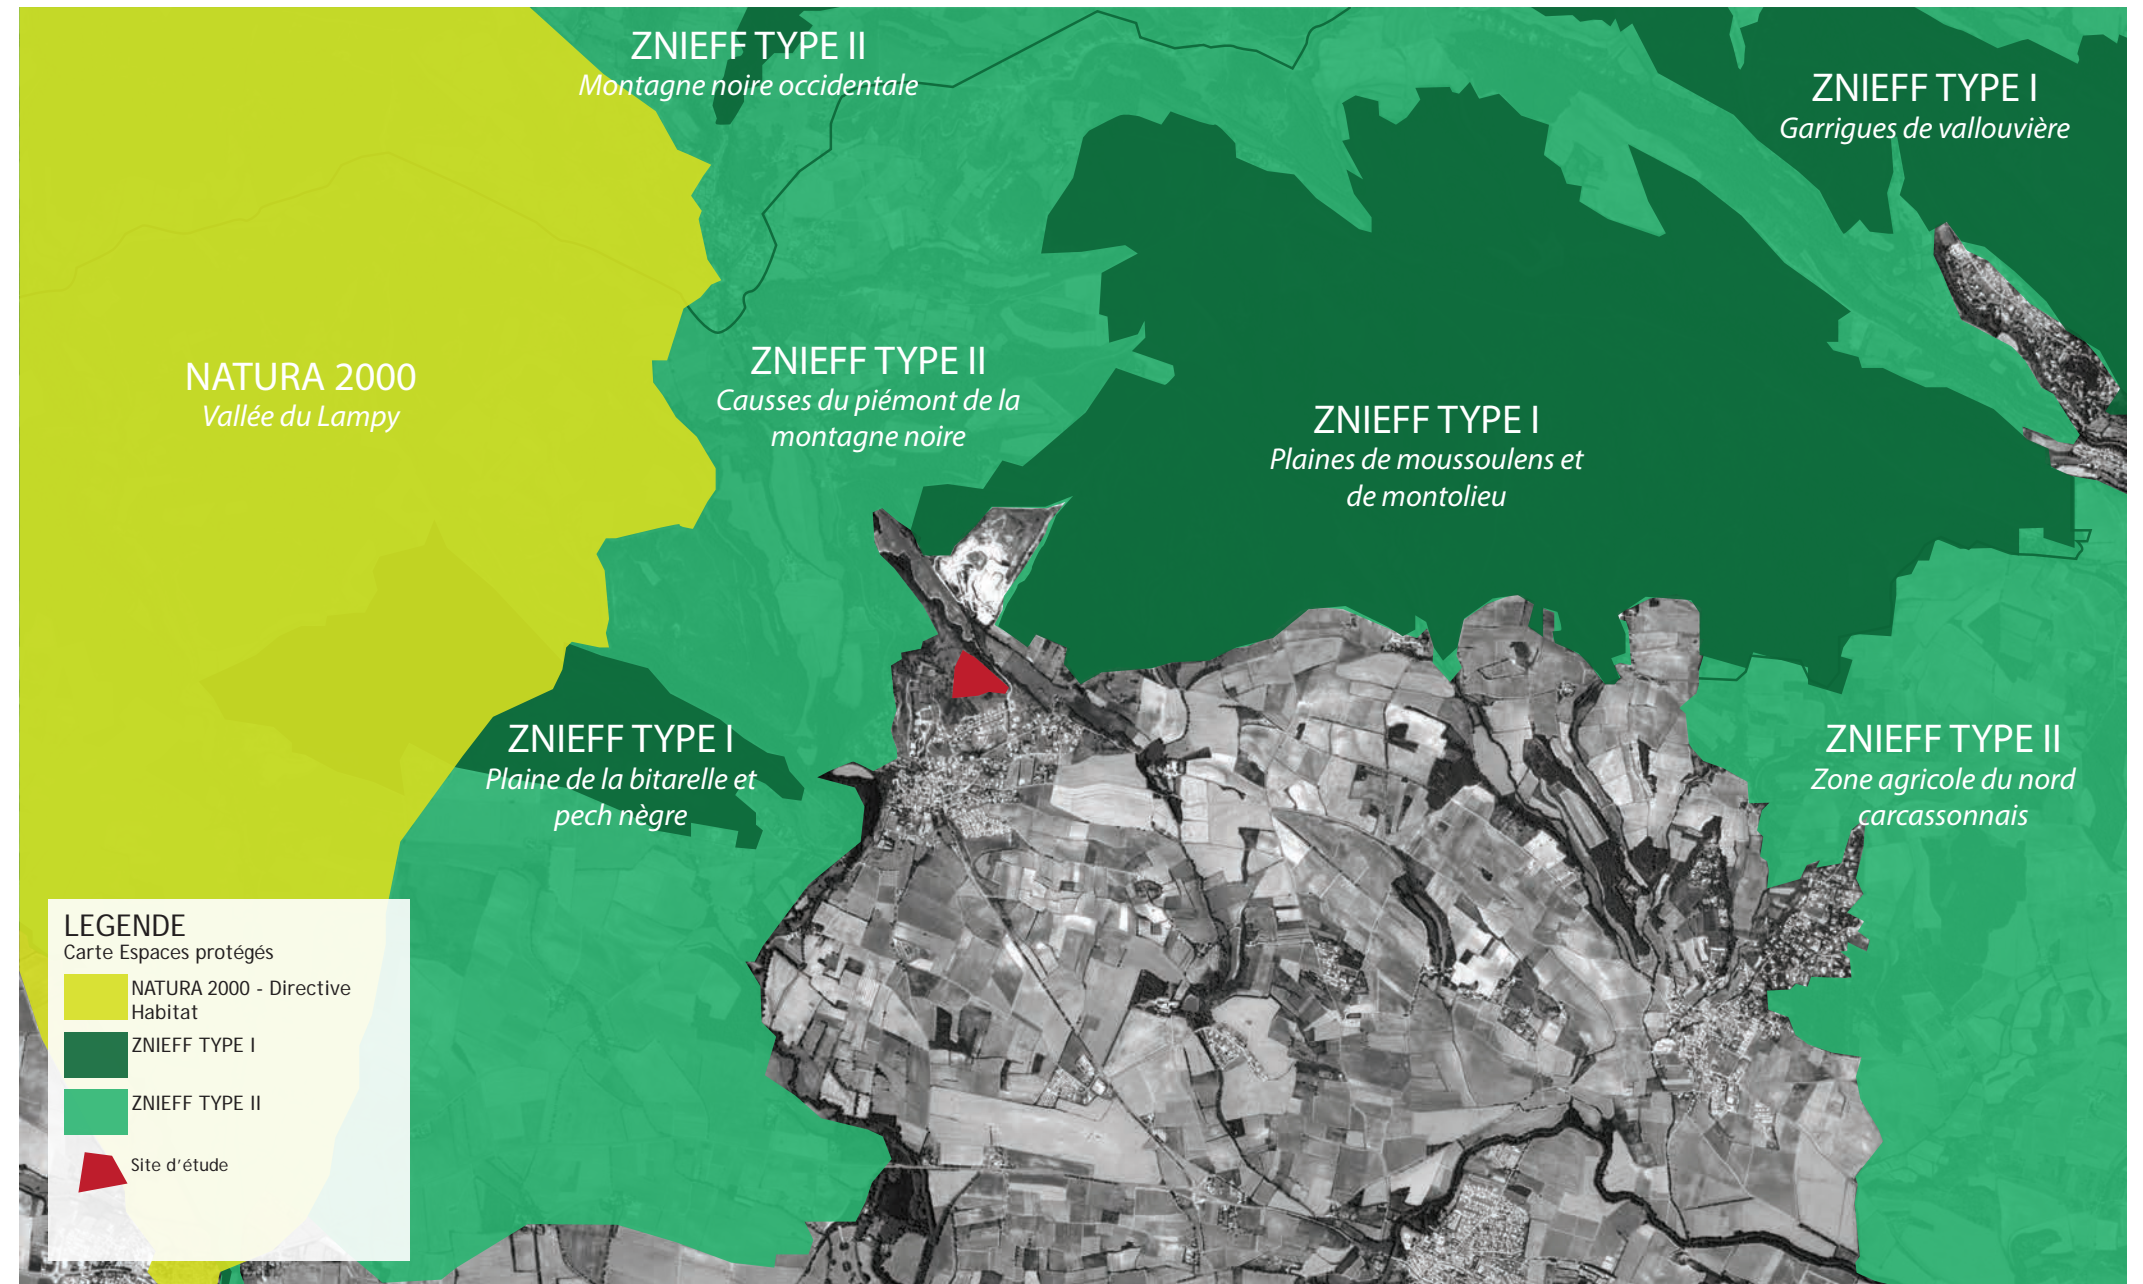 ZNIEFF TYPE II
Montagne noire occidentale
ZNIEFF TYPE I
Garrigues de vallouvière
NATURA 2000
Vallée du Lampy
ZNIEFF TYPE II
Causses du piémont de la
montagne noire
ZNIEFF TYPE I
Plaines de moussoulens et
de montolieu
ZNIEFF TYPE I
Plaine de la bitarelle et
pech nègre
ZNIEFF TYPE II
Zone agricole du nord
carcassonnais
LEGENDE
Carte Espaces protégés
NATURA 2000 - Directive
Habitat
ZNIEFF TYPE I
ZNIEFF TYPE II
Site d'étude